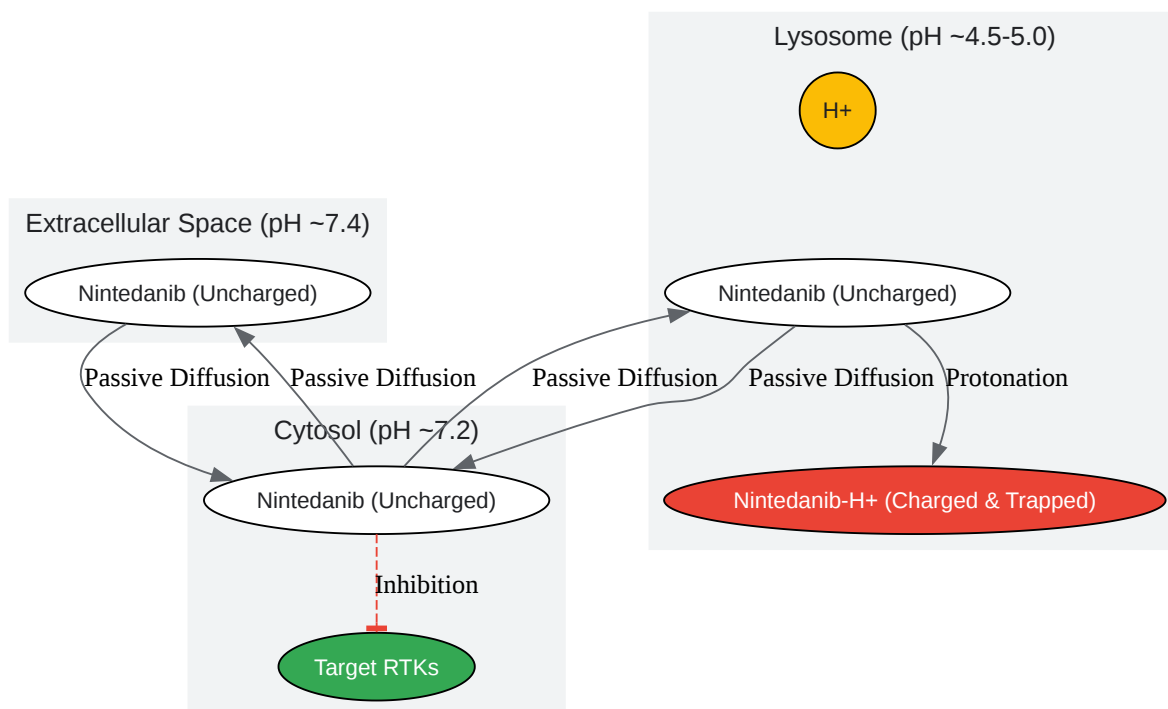 Lysosome (pH ~4.5-5.0)
H+
Extracellular Space (pH ~7.4)
Nintedanib (Uncharged)
Nintedanib (Uncharged)
Passive Diffusion
Passive Diffusion
Passive Diffusion
Passive Diffusion
Protonation
Cytosol (pH ~7.2)
Nintedanib (Uncharged)
Nintedanib-H+ (Charged & Trapped)
Inhibition
Target RTKs